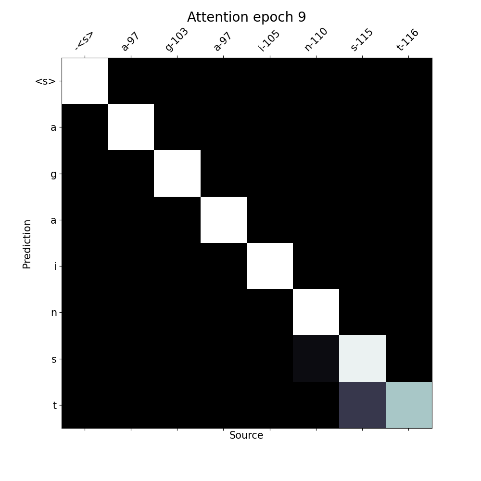 Attention epoch 9
-<s> a-97 g-103 a-97 i-105 n-110 s-115 t-116
<s>
a
g
a
i
n
s
t
Prediction
Source